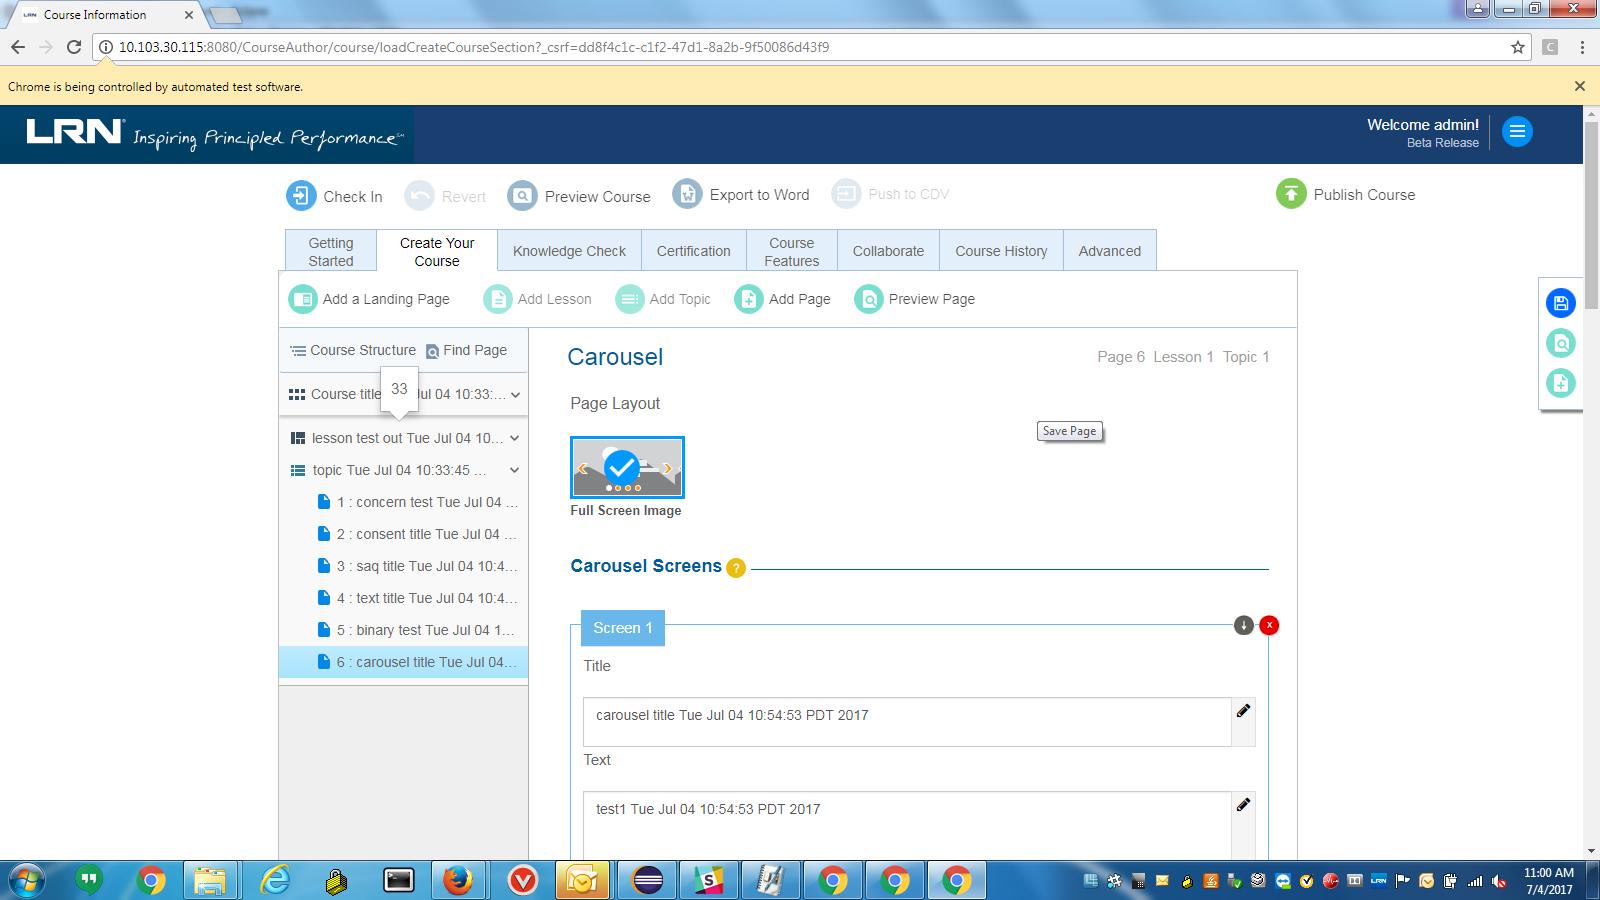 Course Information
10.103.30.115:8080/CourseAuthor/course/loadCreateCourseSection?_csrf=dd8f4c1c-c1f2-47d1-8a2b-9f50086d43f9
Chrome is being controlled by automated test software.
LRN Inspiring Principled Performance
Welcome admin!
Beta Release
Check In
Revert
Preview Course
Export to Word
Push to CDV
Publish Course
Getting
Started
Create Your
Course
Knowledge Check
Certification
Course
Features
Collaborate
Course History
Advanced
Add a Landing Page
Add Lesson
Add Topic
Add Page
Preview Page
Course Structure
Find Page
33
Course title Jul 04 10:33:...
lesson test out Tue Jul 04 10...
topic Tue Jul 04 10:33:45 ...
1 : concern test Tue Jul 04 ...
2 : consent title Tue Jul 04 ...
3 : saq title Tue Jul 04 10:4...
4 : text title Tue Jul 04 10:4...
5 : binary test Tue Jul 04 1...
6 : carousel title Tue Jul 04...
Carousel
Page 6 Lesson 1 Topic 1
Page Layout
Save Page
Full Screen Image
Carousel Screens ?
Screen 1
x
Title
carousel title Tue Jul 04 10:54:53 PDT 2017
Text
test1 Tue Jul 04 10:54:53 PDT 2017
11:00 AM
7/4/2017